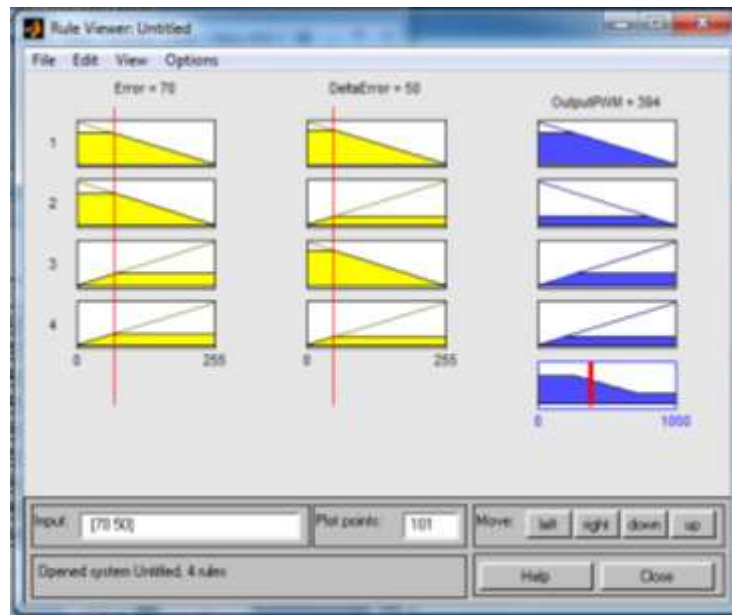 Rule Viewer: Untitled
File Edit View Options
Error = 70 DeltaError = 50 OutputPWM = 394
1
2
3
4
0 255 0 255
0 1000
Input: [70 50] Plot points: 101 Move: left right down up
Opened system Untitled, 4 rules Help Close